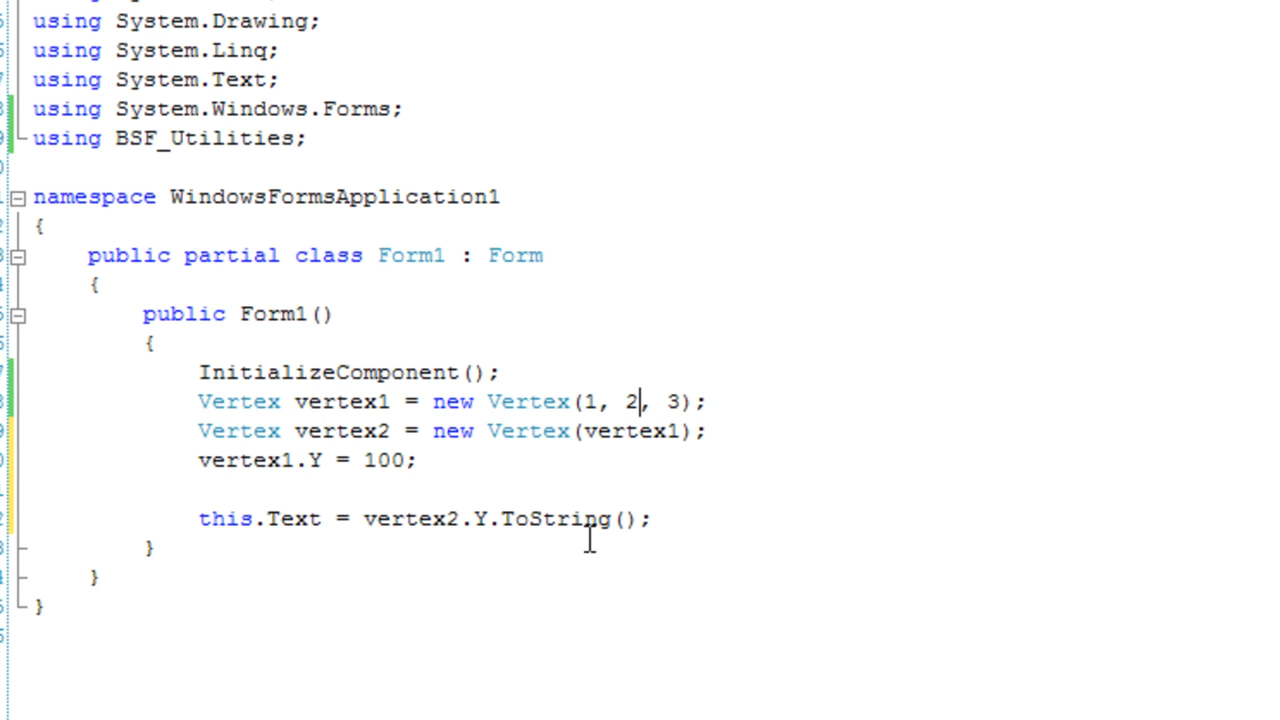 using System.Drawing;
using System.Linq;
using System.Text;
using System.Windows.Forms;
using BSF_Utilities;
namespace WindowsFormsApplication1
{
    public partial class Form1 : Form
    {
        public Form1()
        {
            InitializeComponent();
            Vertex vertex1 = new Vertex(1, 2, 3);
            Vertex vertex2 = new Vertex(vertex1);
            vertex1.Y = 100;
            this.Text = vertex2.Y.ToString();
        }
    }
}